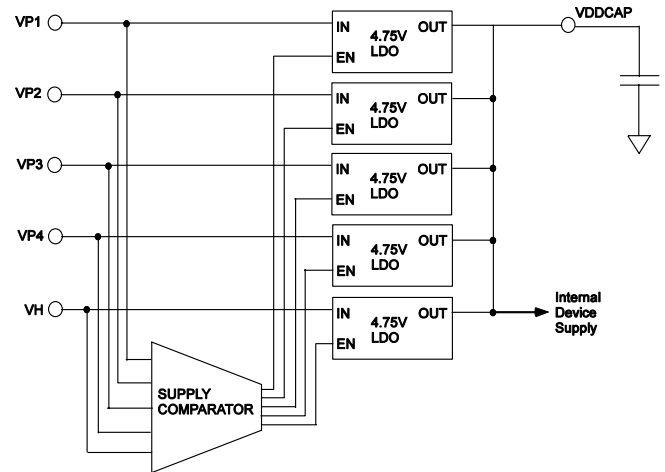 VP1
IN
OUT
4.75V
LDO
EN
VDDCAP
VP2
IN
OUT
4.75V
LDO
EN
VP3
IN
OUT
4.75V
LDO
EN
VP4
IN
OUT
4.75V
LDO
EN
VH
IN
OUT
4.75V
LDO
EN
Internal
Device
Supply
SUPPLY
COMPARATOR